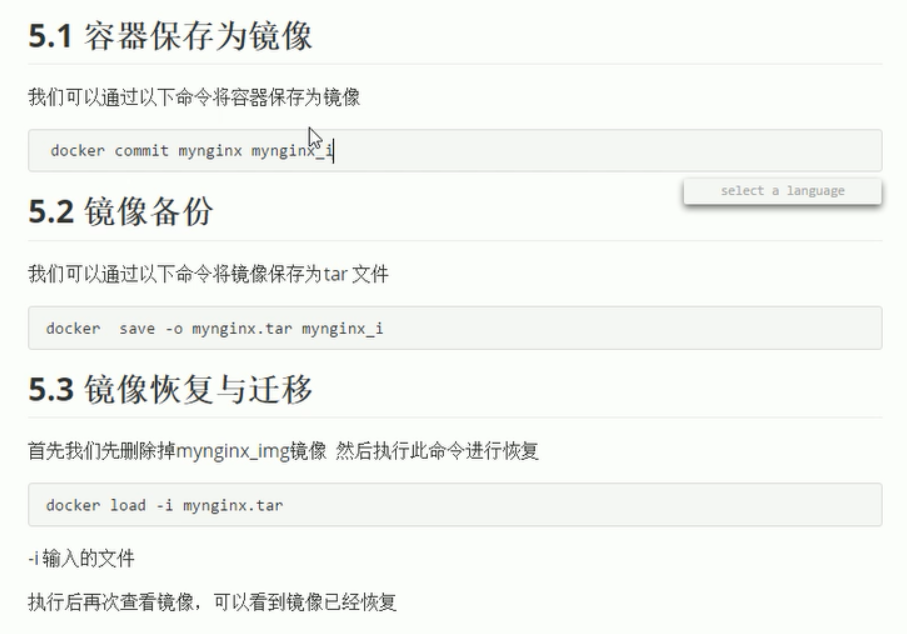 5.1 容器保存为镜像
我们可以通过以下命令将容器保存为镜像
docker commit mynginx mynginx_i
select a language
5.2 镜像备份
我们可以通过以下命令将镜像保存为tar 文件
docker  save -o mynginx.tar mynginx_i
5.3 镜像恢复与迁移
首先我们先删除掉mynginx_img镜像  然后执行此命令进行恢复
docker load -i mynginx.tar
-i 输入的文件
执行后再次查看镜像，可以看到镜像已经恢复